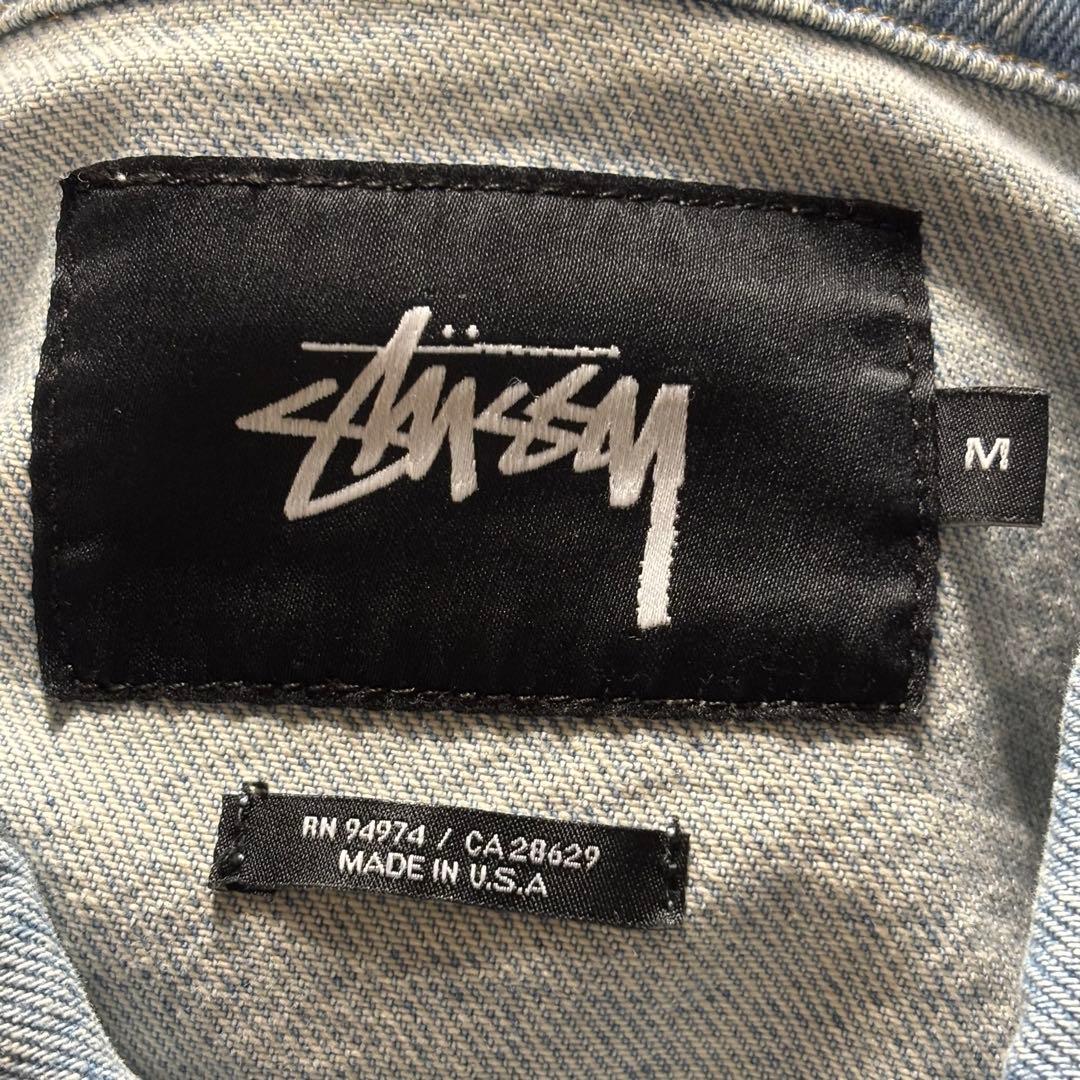 Stüssy
M
RN 94974 / CA 28629
MADE IN U.S.A